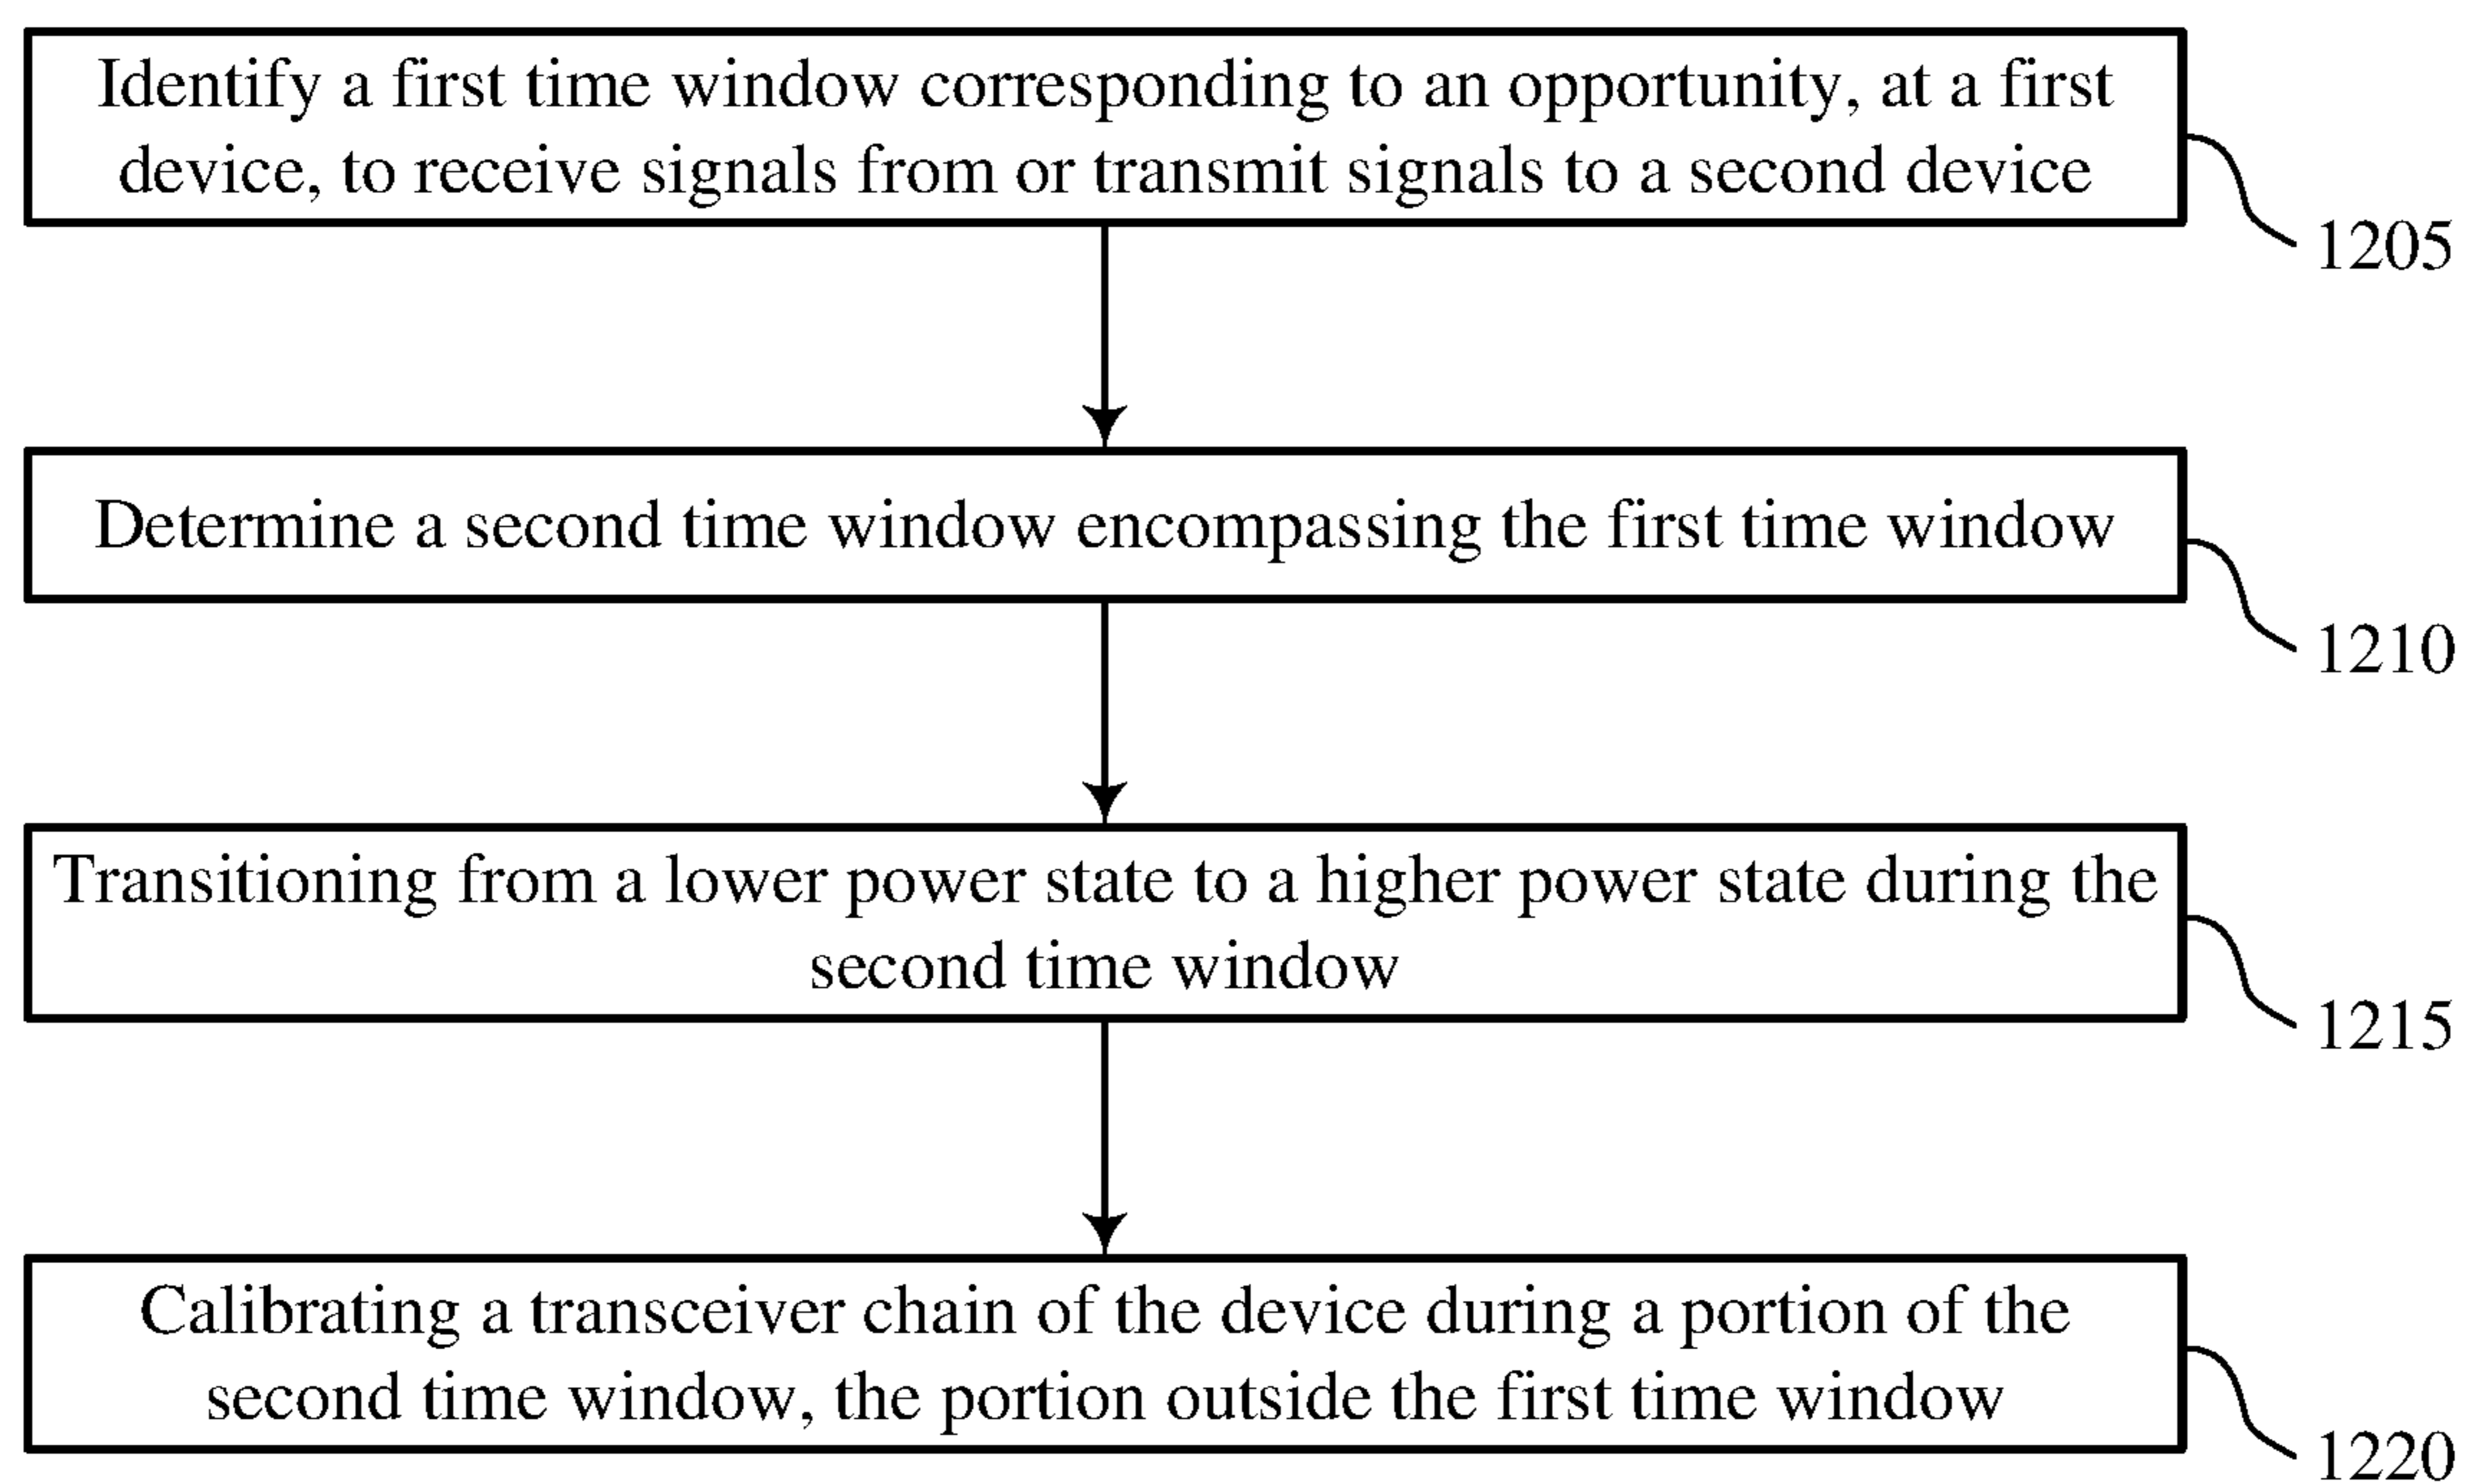 Identify a first time window corresponding to an opportunity, at a first
device, to receive signals from or transmit signals to a second device
1205
Determine a second time window encompassing the first time window
1210
Transitioning from a lower power state to a higher power state during the
second time window
1215
Calibrating a transceiver chain of the device during a portion of the
second time window, the portion outside the first time window
1220